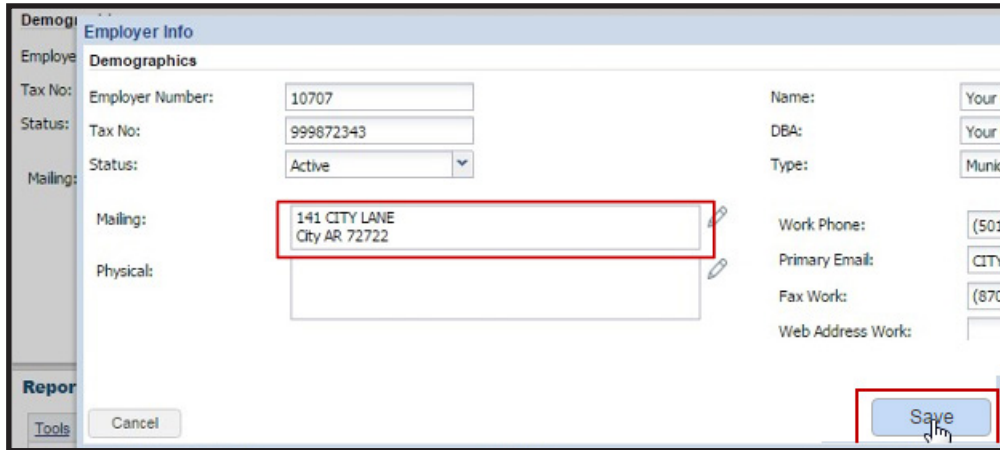 Demog
Employer Info
Employe
Demographics
Tax No:
Employer Number:
10707
Name:
Your
Status:
Tax No:
999872343
DBA:
Your
Status:
Active
Type:
Munic
Mailing:
Mailing:
141 CITY LANE
City AR 72722
Work Phone:
(501
Physical:
Primary Email:
CITY
Fax Work:
(870
Web Address Work:
Repor
Tools
Cancel
Save